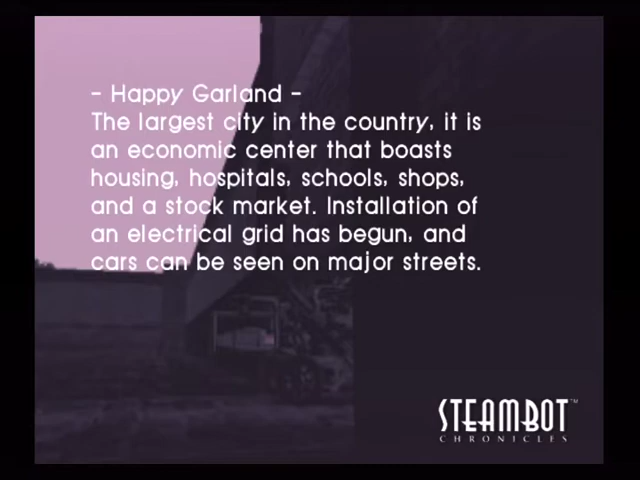 - Happy Garland -
The largest city in the country, it is
an economic center that boasts
housing, hospitals, schools, shops,
and a stock market. Installation of
an electrical grid has begun, and
cars can be seen on major streets.
STEAMBOT™
CHRONICLES